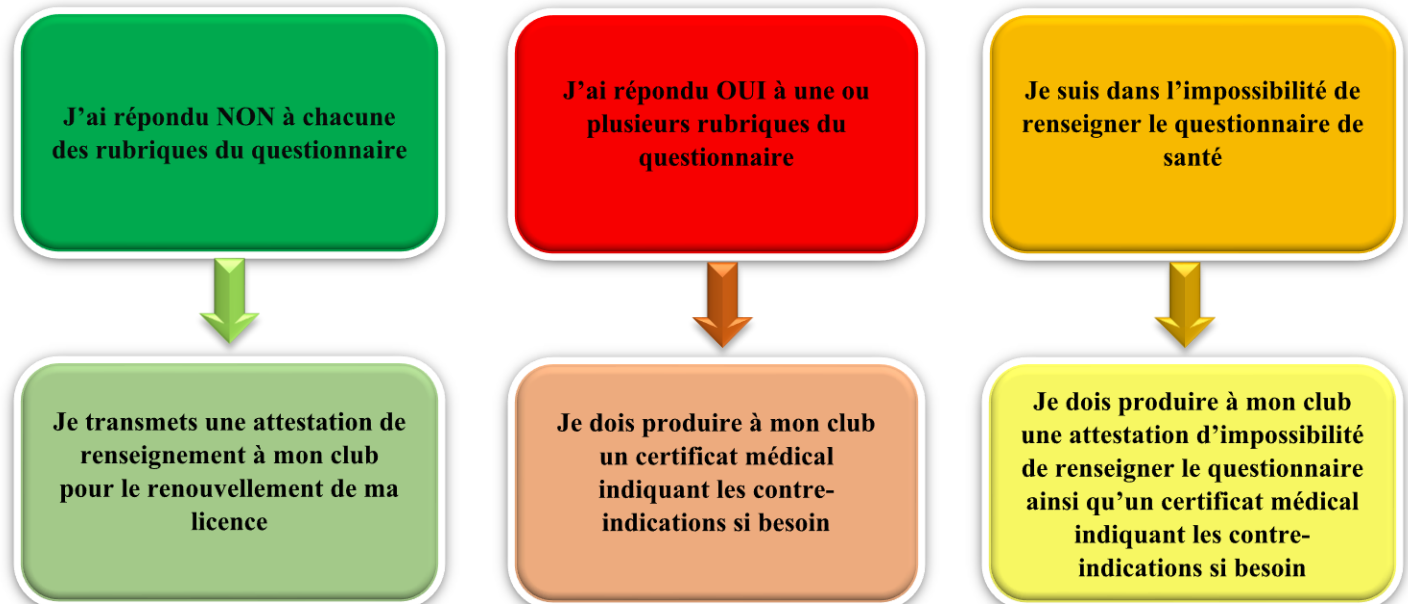 J’ai répondu NON à chacune
des rubriques du questionnaire
J’ai répondu OUI à une ou
plusieurs rubriques du
questionnaire
Je suis dans l’impossibilité de
renseigner le questionnaire de
santé
Je transmets une attestation de
renseignement à mon club
pour le renouvellement de ma
licence
Je dois produire à mon club
un certificat médical
indiquant les contre-
indications si besoin
Je dois produire à mon club
une attestation d’impossibilité
de renseigner le questionnaire
ainsi qu’un certificat médical
indiquant les contre-
indications si besoin